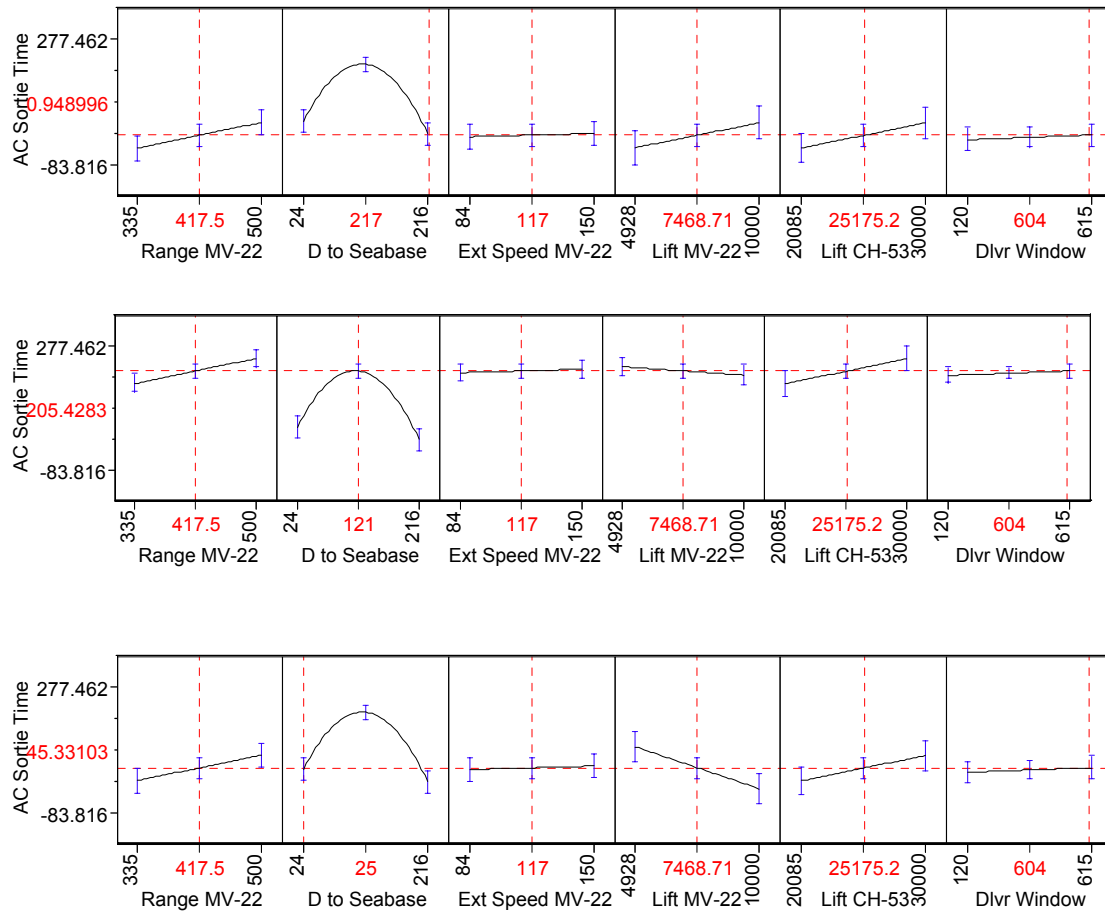 AC Sortie Time
277.462
0.948996
-83.816
335 417.5 500 24 217 216 84 117 150 4928 7468.71 10000 20085 25175.2 30000 120 604 615
Range MV-22 D to Seabase Ext Speed MV-22 Lift MV-22 Lift CH-53 Dlvr Window
AC Sortie Time
277.462
205.4283
-83.816
335 417.5 500 24 121 216 84 117 150 4928 7468.71 10000 20085 25175.2 30000 120 604 615
Range MV-22 D to Seabase Ext Speed MV-22 Lift MV-22 Lift CH-53 Dlvr Window
AC Sortie Time
277.462
45.33103
-83.816
335 417.5 500 24 25 216 84 117 150 4928 7468.71 10000 20085 25175.2 30000 120 604 615
Range MV-22 D to Seabase Ext Speed MV-22 Lift MV-22 Lift CH-53 Dlvr Window